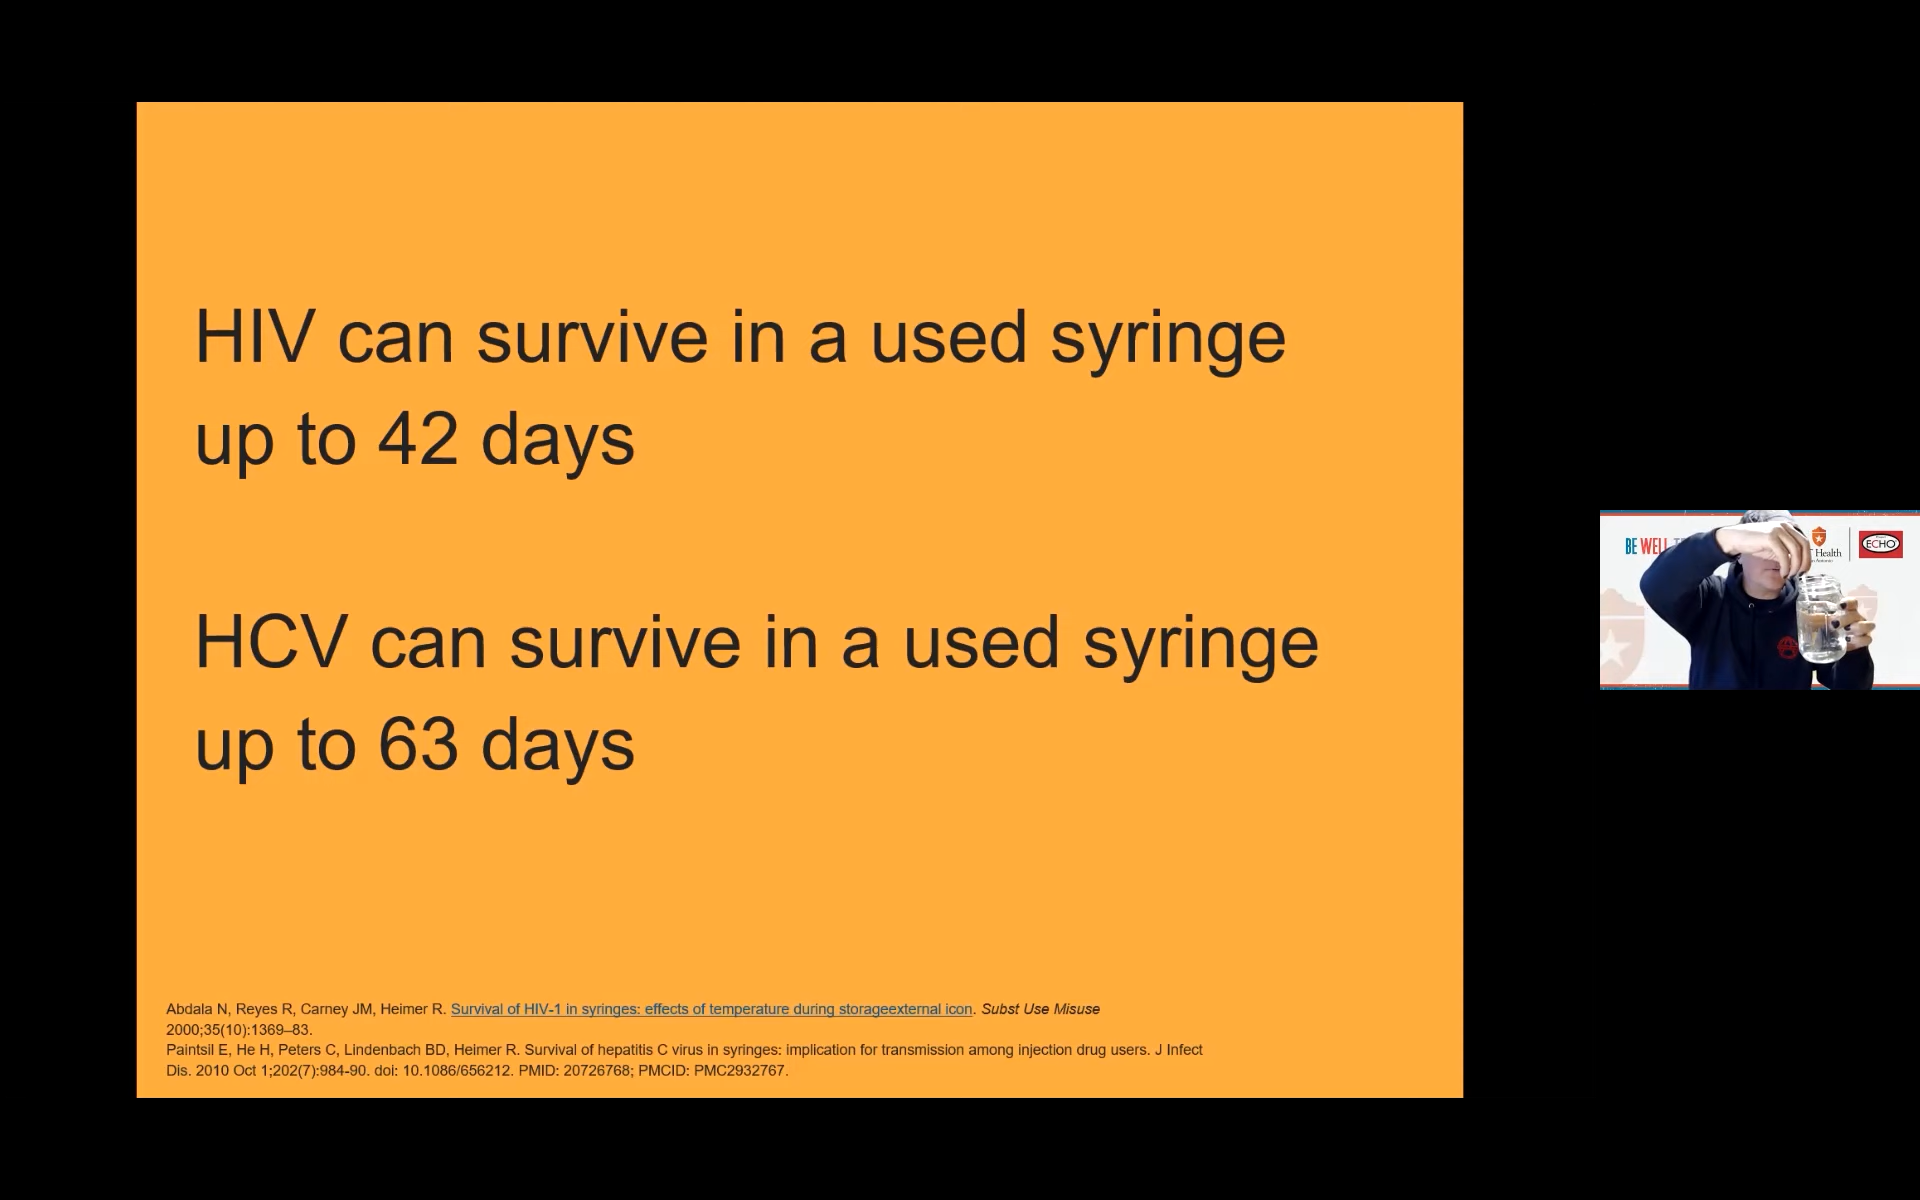 HIV can survive in a used syringe
up to 42 days
HCV can survive in a used syringe
up to 63 days
Abdala N, Reyes R, Carney JM, Heimer R. Survival of HIV-1 in syringes: effects of temperature during storageexternal icon. Subst Use Misuse
2000;35(10):1369–83.
Paintsil E, He H, Peters C, Lindenbach BD, Heimer R. Survival of hepatitis C virus in syringes: implication for transmission among injection drug users. J Infect
Dis. 2010 Oct 1;202(7):984-90. doi: 10.1086/656212. PMID: 20726768; PMCID: PMC2932767.
BE WELL
Health
ECHO